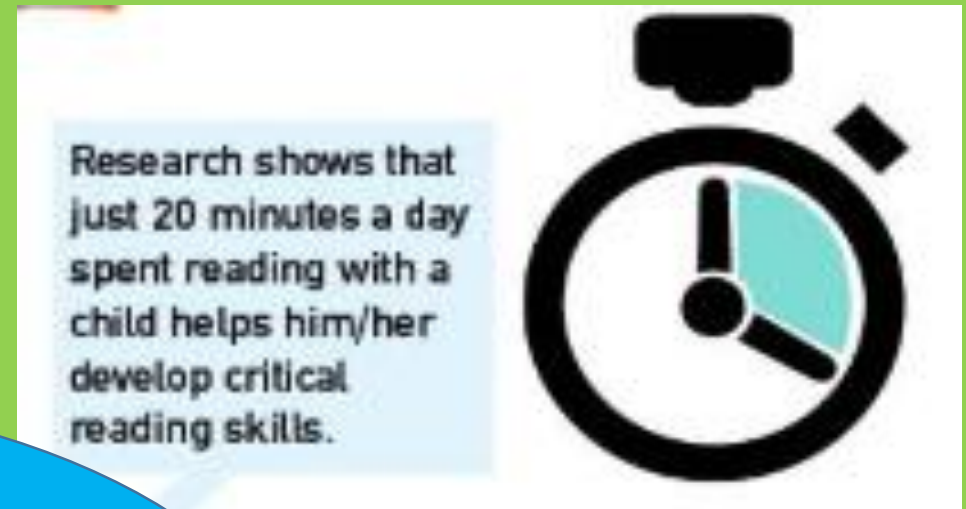 Research shows that
just 20 minutes a day
spent reading with a
child helps him/her
develop critical
reading skills.